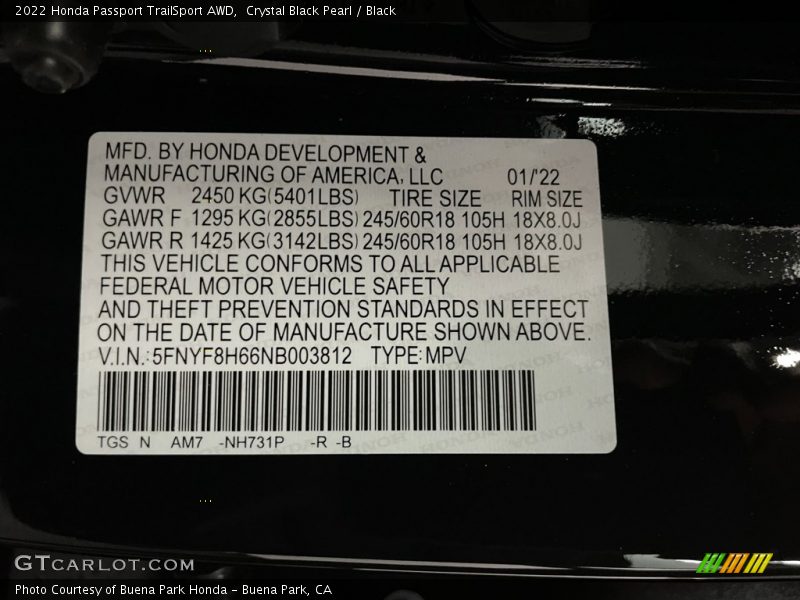 2022 Honda Passport TrailSport AWD,  Crystal Black Pearl / Black
MFD. BY HONDA DEVELOPMENT &
MANUFACTURING OF AMERICA, LLC 01/'22
GVWR 2450 KG(5401LBS) TIRE SIZE RIM SIZE
GAWR F 1295 KG(2855LBS) 245/60R18 105H 18X8.0J
GAWR R 1425 KG(3142LBS) 245/60R18 105H 18X8.0J
THIS VEHICLE CONFORMS TO ALL APPLICABLE
FEDERAL MOTOR VEHICLE SAFETY
AND THEFT PREVENTION STANDARDS IN EFFECT
ON THE DATE OF MANUFACTURE SHOWN ABOVE.
V.I.N.:5FNYF8H66NB003812 TYPE:MPV
TGS N AM7 -NH731P -R -B
GTCARLOT.COM
Photo Courtesy of Buena Park Honda - Buena Park, CA